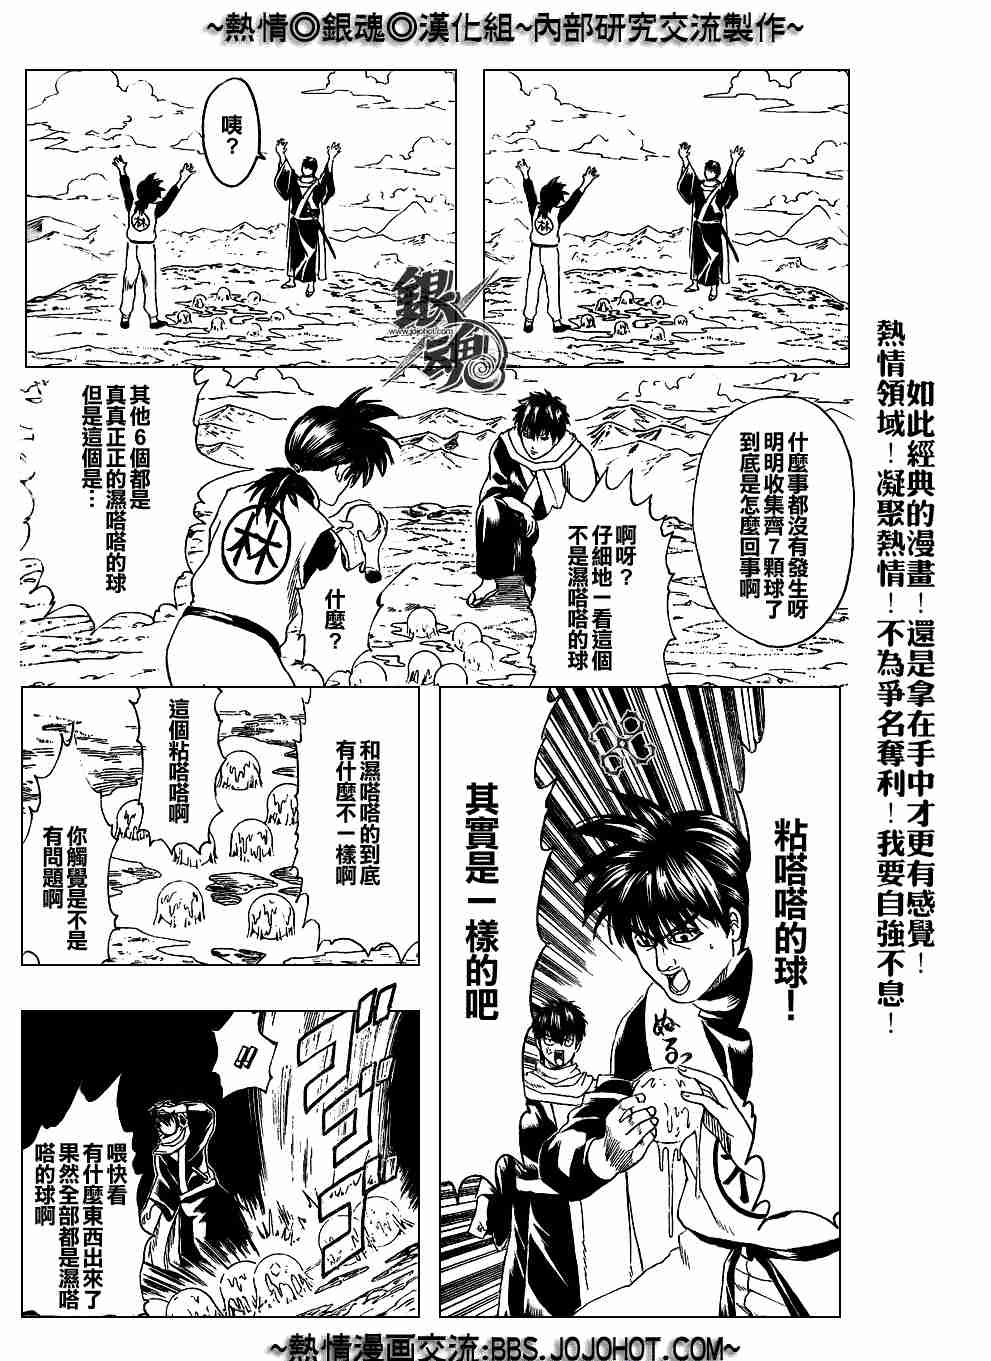 ~熱情◎銀魂◎漢化組~內部研究交流製作~
咦？
銀魂
www.jojohot.com
什麼事都沒有發生呀
明明收集齊7顆球了
到底是怎麼回事啊
啊呀？
仔細地一看這個
不是濕嗒嗒的球
什麼？
其他6個都是
真真正正的濕嗒嗒的球
但是這個是…
林
粘嗒嗒的球！
其實是一樣的吧
ぬるっ
和濕嗒嗒的到底
有什麼不一樣啊
這個粘嗒嗒啊
你觸覺是不是
有問題啊
ゴゴゴ
!!
喂快看
有什麼東西出來了
果然全部都是濕嗒
嗒的球啊
如此經典的漫畫！還是拿在手中才更有感覺！
熱情領域！凝聚熱情！不為爭名奪利！我要自強不息！
~熱情漫画交流:BBS.JOJOHOT.COM~